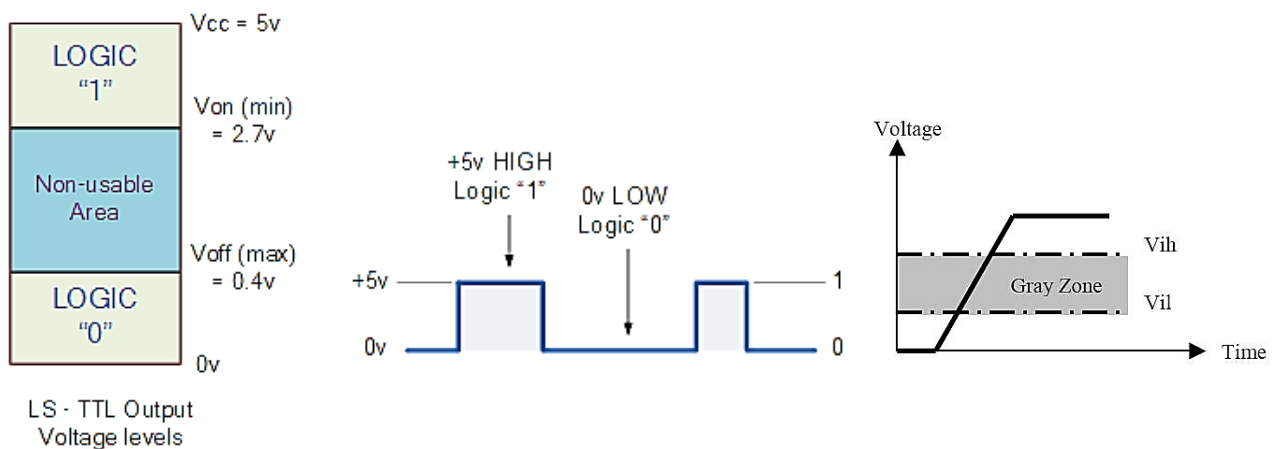 Vcc = 5v
LOGIC
“1”
Von (min)
= 2.7v
Non-usable
Area
Voff (max)
= 0.4v
LOGIC
“0”
0v
LS - TTL Output
Voltage levels
+5v HIGH
Logic “1”
0v LOW
Logic “0”
+5v
1
0v
0
Voltage
Vih
Gray Zone
Vil
Time